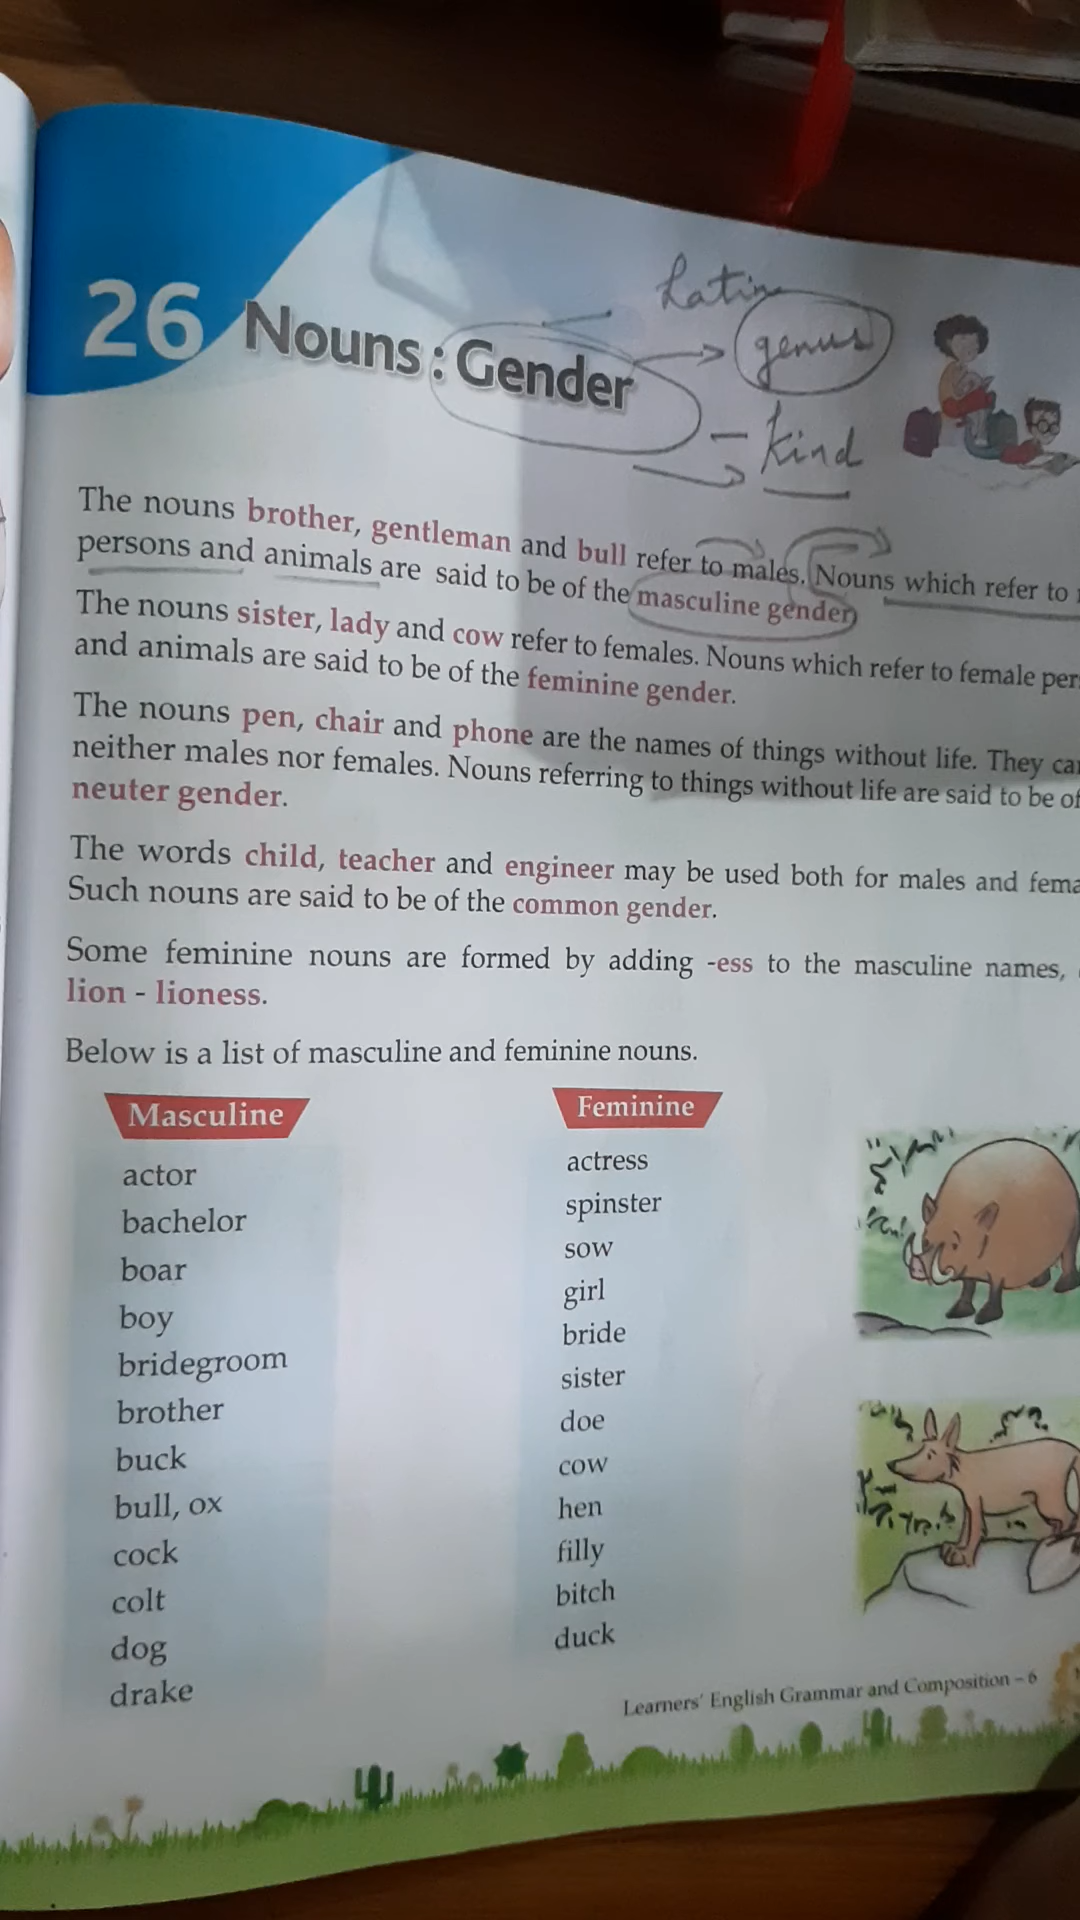 Latin
genus
26 Nouns : Gender
- kind
The nouns brother, gentleman and bull refer to males. Nouns which refer to
persons and animals are said to be of the masculine gender
The nouns sister, lady and cow refer to females. Nouns which refer to female
and animals are said to be of the feminine gender.
The nouns pen, chair and phone are the names of things without life. They
neither males nor females. Nouns referring to things without life are said to be of
neuter gender.
The words child, teacher and engineer may be used both for males and
Such nouns are said to be of the common gender.
Some feminine nouns are formed by adding -ess to the masculine names,
lion - lioness.
Below is a list of masculine and feminine nouns.
Masculine Feminine
actor actress
bachelor spinster
boar sow
boy girl
bridegroom bride
brother sister
buck doe
bull, ox cow
cock hen
colt filly
dog bitch
drake duck
Learners' English Grammar and Composition – 6